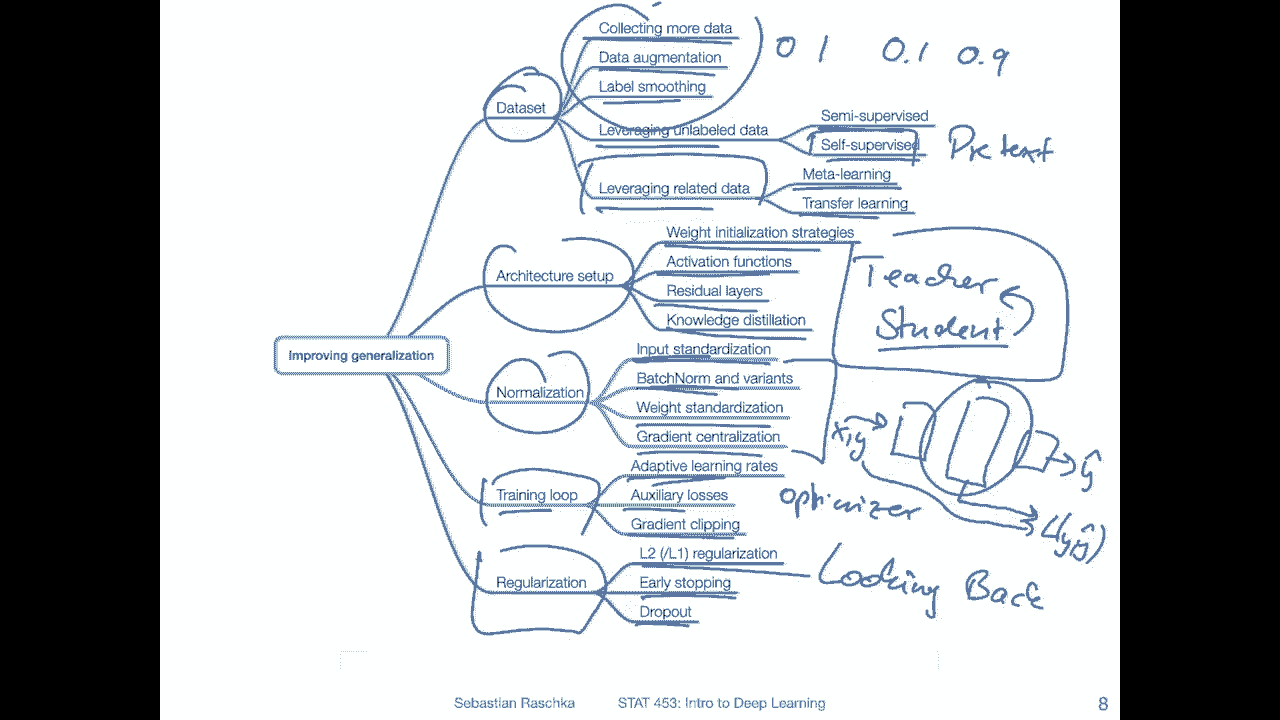 Collecting more data
0 1 0.1 0.9
Data augmentation
Label smoothing
Dataset
Leveraging unlabeled data
Semi-supervised
Self-supervised
Pretext
Leveraging related data
Meta-learning
Transfer learning
Architecture setup
Weight initialization strategies
Activation functions
Residual layers
Knowledge distillation
Teacher
Student
Improving generalization
Normalization
Input standardization
BatchNorm and variants
Weight standardization
Gradient centralization
x,y
ŷ
L(y,ŷ)
Training loop
Adaptive learning rates
Auxiliary losses
Gradient clipping
optimizer
Regularization
L2 (/L1) regularization
Early stopping
Dropout
Looking Back
Sebastian Raschka STAT 453: Intro to Deep Learning 8